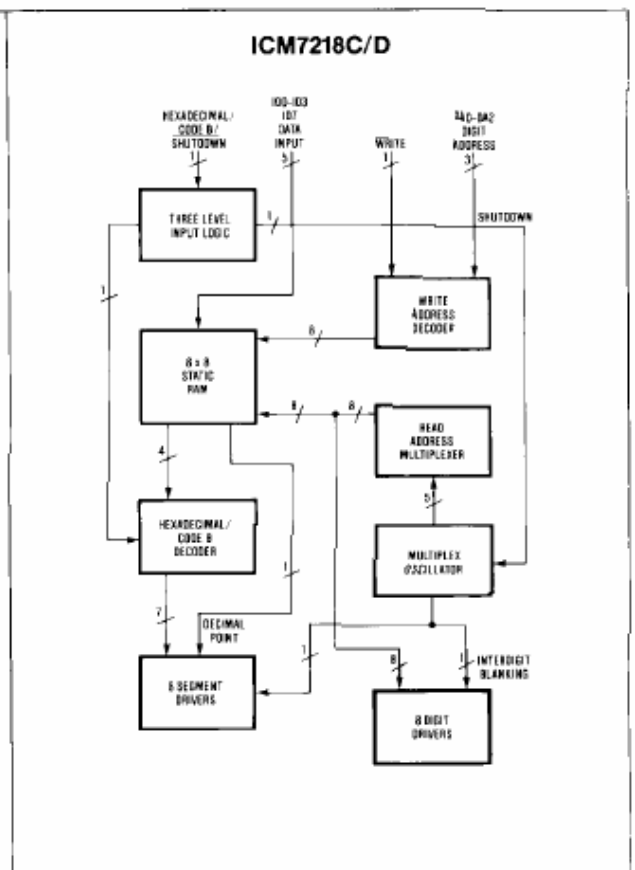 ICM7218C/D
HEXADECIMAL/
CODE B/
SHUTDOWN
1
ID0-ID3
ID7
DATA
INPUT
5
WRITE
1
DA0-DA2
DIGIT
ADDRESS
3
THREE LEVEL
INPUT LOGIC
1
SHUTDOWN
1
WRITE
ADDRESS
DECODER
8
8 x 8
STATIC
RAM
8
8
READ
ADDRESS
MULTIPLEXER
4
5
HEXADECIMAL/
CODE B
DECODER
1
MULTIPLEX
OSCILLATOR
7
DECIMAL
POINT
1
8
1
INTERDIGIT
BLANKING
8 SEGMENT
DRIVERS
8 DIGIT
DRIVERS